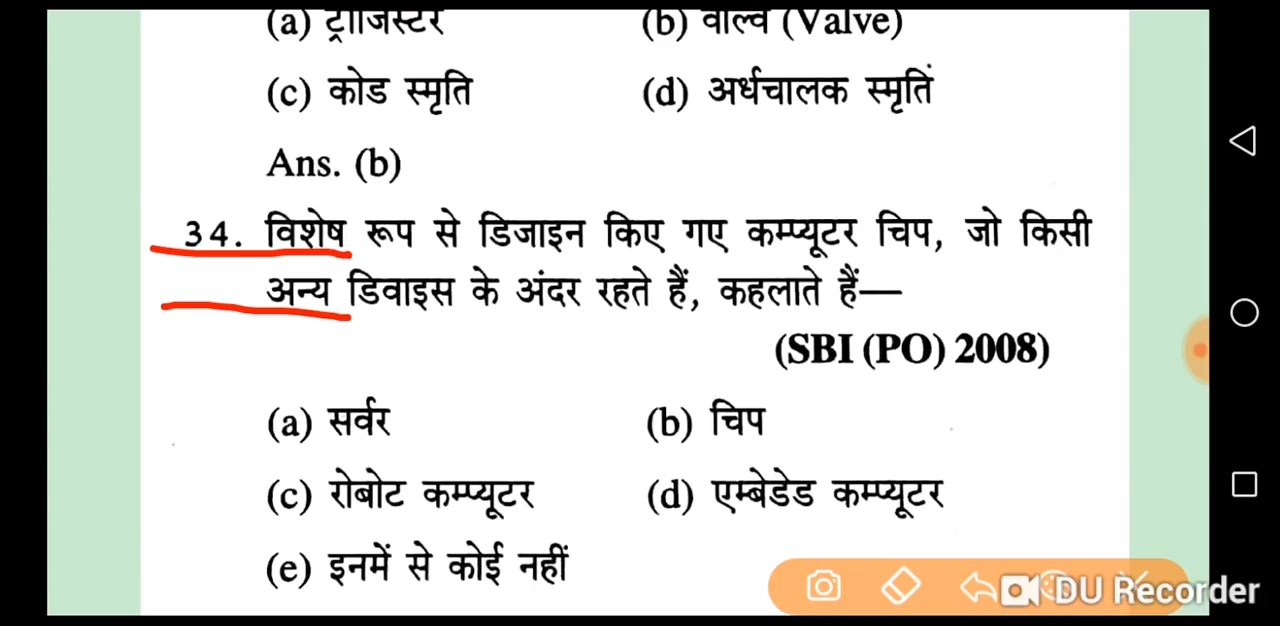 (a) ट्रांजिस्टर (b) वाल्व (Valve)
(c) कोड स्मृति (d) अर्धचालक स्मृति
Ans. (b)
34. विशेष रूप से डिजाइन किए गए कम्प्यूटर चिप, जो किसी
अन्य डिवाइस के अंदर रहते हैं, कहलाते हैं—
(SBI (PO) 2008)
(a) सर्वर (b) चिप
(c) रोबोट कम्प्यूटर (d) एम्बेडेड कम्प्यूटर
(e) इनमें से कोई नहीं
DU Recorder